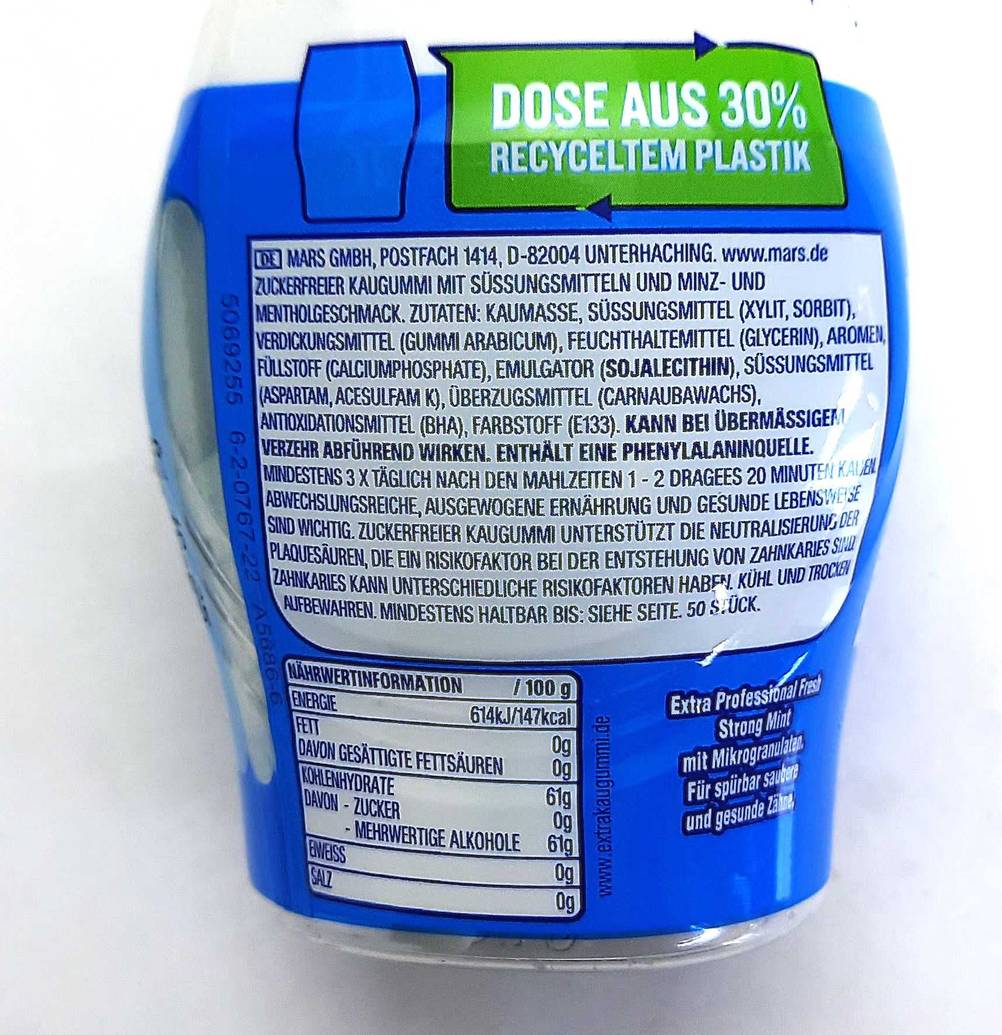 DOSE AUS 30%
RECYCELTEM PLASTIK
DE MARS GMBH, POSTFACH 1414, D-82004 UNTERHACHING. www.mars.de
ZUCKERFREIER KAUGUMMI MIT SÜSSUNGSMITTELN UND MINZ- UND
MENTHOLGESCHMACK. ZUTATEN: KAUMASSE, SÜSSUNGSMITTEL (XYLIT, SORBIT),
VERDICKUNGSMITTEL (GUMMI ARABICUM), FEUCHTHALTEMITTEL (GLYCERIN), AROMEN,
FÜLLSTOFF (CALCIUMPHOSPHATE), EMULGATOR (SOJALECITHIN), SÜSSUNGSMITTEL
(ASPARTAM, ACESULFAM K), ÜBERZUGSMITTEL (CARNAUBAWACHS),
ANTIOXIDATIONSMITTEL (BHA), FARBSTOFF (E133). KANN BEI ÜBERMÄSSIGEM
VERZEHR ABFÜHREND WIRKEN. ENTHÄLT EINE PHENYLALANINQUELLE.
MINDESTENS 3 X TÄGLICH NACH DEN MAHLZEITEN 1 - 2 DRAGEES 20 MINUTEN KAUEN.
ABWECHSLUNGSREICHE, AUSGEWOGENE ERNÄHRUNG UND GESUNDE LEBENSWEISE
SIND WICHTIG. ZUCKERFREIER KAUGUMMI UNTERSTÜTZT DIE NEUTRALISIERUNG DER
PLAQUESÄUREN, DIE EIN RISIKOFAKTOR BEI DER ENTSTEHUNG VON ZAHNKARIES SIND.
ZAHNKARIES KANN UNTERSCHIEDLICHE RISIKOFAKTOREN HABEN. KÜHL UND TROCKEN
AUFBEWAHREN. MINDESTENS HALTBAR BIS: SIEHE SEITE. 50 STÜCK.
5069255 6-2-0767-22 A5886-6
NÄHRWERTINFORMATION / 100 g
ENERGIE 614kJ/147kcal
FETT 0g
DAVON GESÄTTIGTE FETTSÄUREN 0g
KOHLENHYDRATE 61g
DAVON - ZUCKER 0g
- MEHRWERTIGE ALKOHOLE 61g
EIWEISS 0g
SALZ 0g
www.extrakaugummi.de
Extra Professional Fresh
Strong Mint
mit Mikrogranulaten.
Für spürbar saubere
und gesunde Zähne.